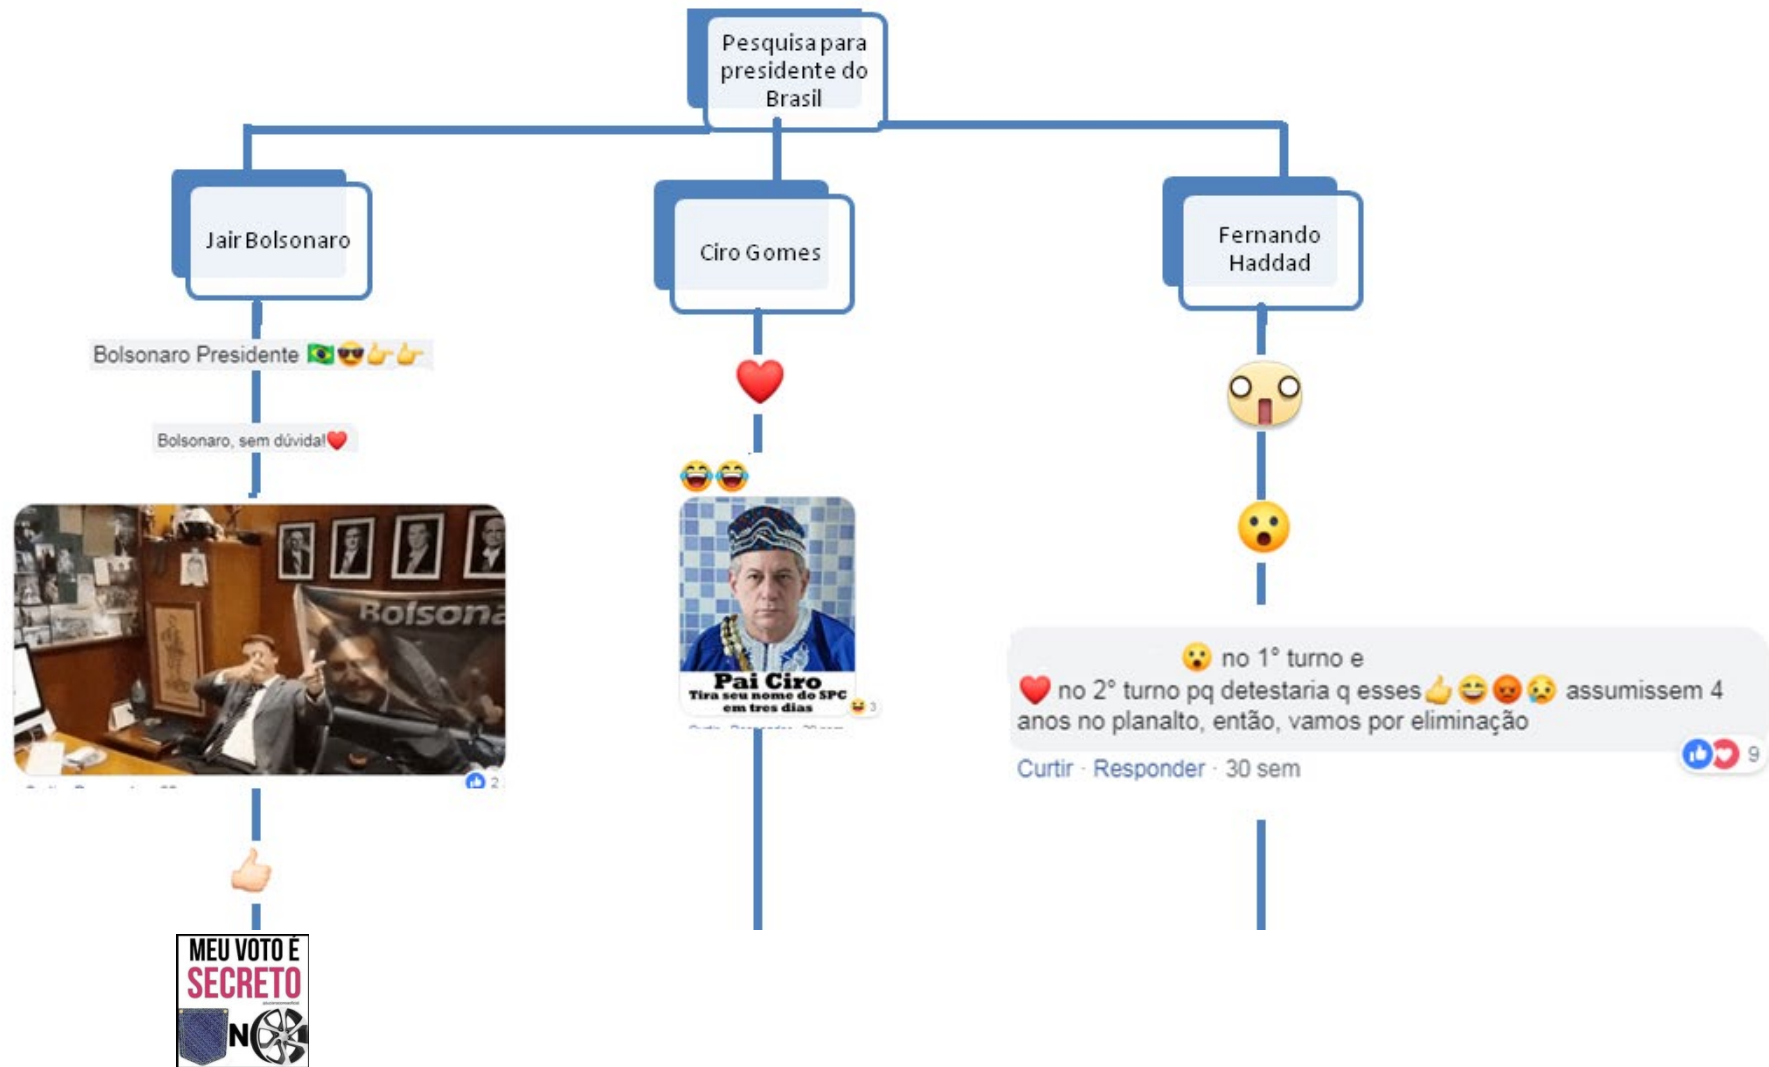 Pesquisa para
presidente do
Brasil
Jair Bolsonaro
Ciro Gomes
Fernando
Haddad
Bolsonaro Presidente
Bolsonaro, sem dúvida!
Bolsona
2
Pai Ciro
Tira seu nome do SPC
em tres dias
3
no 1° turno e
no 2° turno pq detestaria q esses assumissem 4
anos no planalto, então, vamos por eliminação
Curtir · Responder · 30 sem
9
MEU VOTO É
SECRETO
N